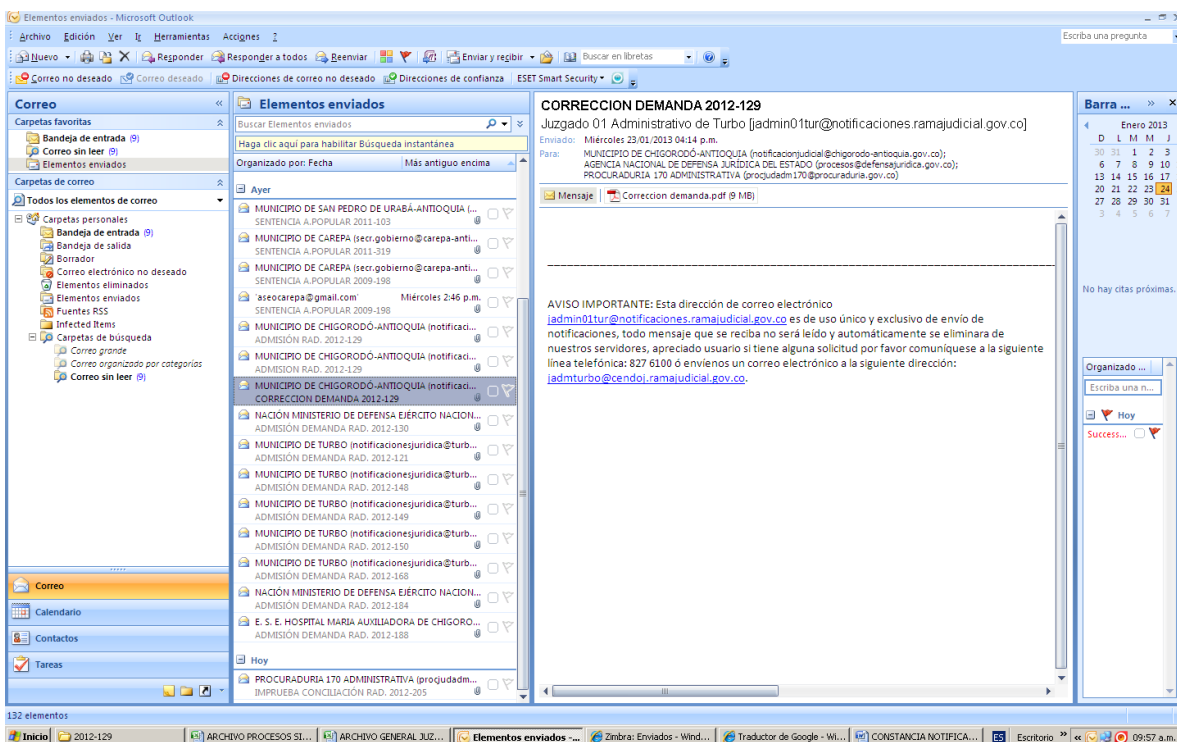 Elementos enviados - Microsoft Outlook
Archivo Edición Ver Ir Herramientas Acciones ?
Escriba una pregunta
Nuevo Responder Responder a todos Reenviar Enviar y recibir Buscar en libretas
Correo no deseado Correo deseado Direcciones de correo no deseado Direcciones de confianza ESET Smart Security
Correo
Carpetas favoritas
Bandeja de entrada (9)
Correo sin leer (9)
Elementos enviados
Carpetas de correo
Todos los elementos de correo
Carpetas personales
Bandeja de entrada (9)
Bandeja de salida
Borrador
Correo electrónico no deseado
Elementos eliminados
Elementos enviados
Fuentes RSS
Infected Items
Carpetas de búsqueda
Correo grande
Correo organizado por categorías
Correo sin leer (9)
Correo
Calendario
Contactos
Tareas
Elementos enviados
Buscar Elementos enviados
Haga clic aquí para habilitar Búsqueda instantánea
Organizado por: Fecha Más antiguo encima
Ayer
MUNICIPIO DE SAN PEDRO DE URABÁ-ANTIOQUIA (...
SENTENCIA A.POPULAR 2011-103
MUNICIPIO DE CAREPA (secr.gobierno@carepa-anti...
SENTENCIA A.POPULAR 2011-319
MUNICIPIO DE CAREPA (secr.gobierno@carepa-anti...
SENTENCIA A.POPULAR 2009-198
'aseocarepa@gmail.com' Miércoles 2:46 p.m.
SENTENCIA A.POPULAR 2009-198
MUNICIPIO DE CHIGORODÓ-ANTIOQUIA (notificaci...
ADMISIÓN RAD. 2012-129
MUNICIPIO DE CHIGORODÓ-ANTIOQUIA (notificaci...
ADMISION RAD. 2012-129
MUNICIPIO DE CHIGORODÓ-ANTIOQUIA (notificaci...
CORRECCION DEMANDA 2012-129
NACIÓN MINISTERIO DE DEFENSA EJÉRCITO NACION...
ADMISIÓN DEMANDA RAD. 2012-130
MUNICIPIO DE TURBO (notificacionesjuridica@turb...
ADMISIÓN DEMANDA RAD. 2012-121
MUNICIPIO DE TURBO (notificacionesjuridica@turb...
ADMISIÓN DEMANDA RAD. 2012-148
MUNICIPIO DE TURBO (notificacionesjuridica@turb...
ADMISIÓN DEMANDA RAD. 2012-149
MUNICIPIO DE TURBO (notificacionesjuridica@turb...
ADMISIÓN DEMANDA RAD. 2012-150
MUNICIPIO DE TURBO (notificacionesjuridica@turb...
ADMISIÓN DEMANDA RAD. 2012-168
NACIÓN MINISTERIO DE DEFENSA EJÉRCITO NACION...
ADMISIÓN DEMANDA RAD. 2012-184
E. S. E. HOSPITAL MARIA AUXILIADORA DE CHIGORO...
ADMISIÓN DEMANDA RAD. 2012-188
Hoy
PROCURADURIA 170 ADMINISTRATIVA (procjudadm...
IMPRUEBA CONCILIACIÓN RAD. 2012-205
CORRECCION DEMANDA 2012-129
Juzgado 01 Administrativo de Turbo [jadmin01tur@notificaciones.ramajudicial.gov.co]
Enviado: Miércoles 23/01/2013 04:14 p.m.
Para: MUNICIPIO DE CHIGORODÓ-ANTIOQUIA (notificacionjudicial@chigorodo-antioquia.gov.co);
AGENCIA NACIONAL DE DEFENSA JURÍDICA DEL ESTADO (procesos@defensajuridica.gov.co);
PROCURADURIA 170 ADMINISTRATIVA (procjudadm170@procuraduria.gov.co)
Mensaje Correccion demanda.pdf (9 MB)
AVISO IMPORTANTE: Esta dirección de correo electrónico
jadmin01tur@notificaciones.ramajudicial.gov.co es de uso único y exclusivo de envío de
notificaciones, todo mensaje que se reciba no será leído y automáticamente se eliminara de
nuestros servidores, apreciado usuario si tiene alguna solicitud por favor comuníquese a la siguiente
línea telefónica: 827 6100 ó envíenos un correo electrónico a la siguiente dirección:
jadmturbo@cendoj.ramajudicial.gov.co.
Barra ...
Enero 2013
D L M M J
30 31 1 2 3
6 7 8 9 10
13 14 15 16 17
20 21 22 23 24
27 28 29 30 31
3 4 5 6 7
No hay citas próximas.
Organizado ...
Escriba una n...
Hoy
Success...
132 elementos
Inicio 2012-129 ARCHIVO PROCESOS SI... ARCHIVO GENERAL JUZ... Elementos enviados -... Zimbra: Enviados - Wind... Traductor de Google - Wi... CONSTANCIA NOTIFICA... ES Escritorio » « 09:57 a.m.